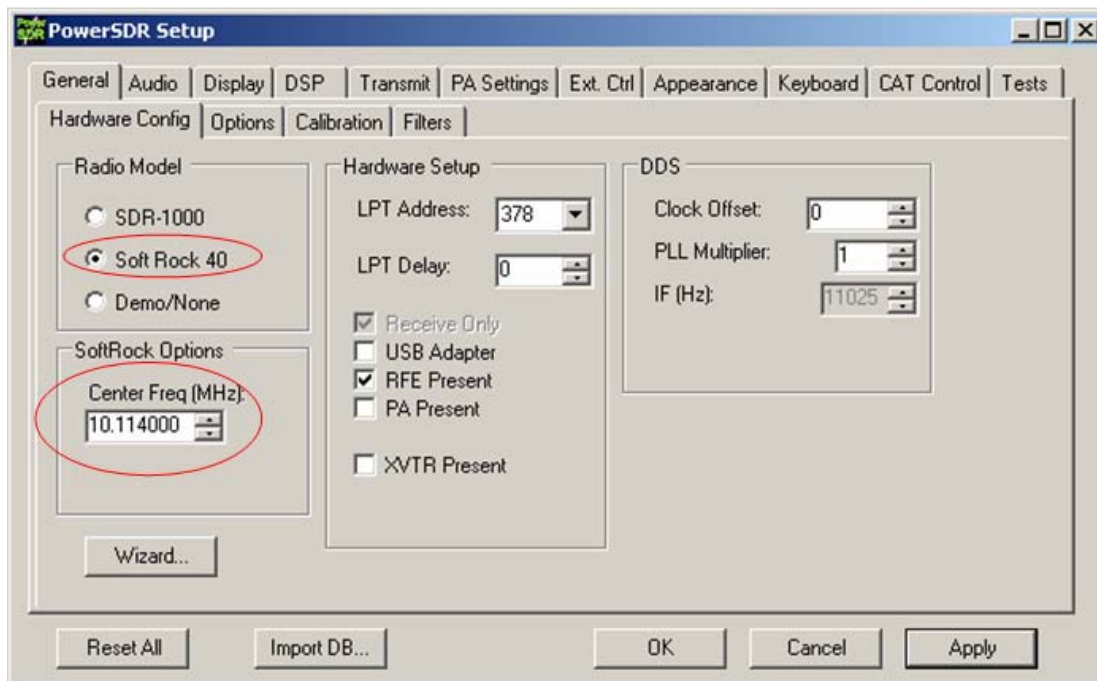 PowerSDR Setup
General Audio Display DSP Transmit PA Settings Ext. Ctrl Appearance Keyboard CAT Control Tests
Hardware Config Options Calibration Filters
Radio Model
SDR-1000
Soft Rock 40
Demo/None
SoftRock Options
Center Freq (MHz):
10.114000
Wizard...
Hardware Setup
LPT Address: 378
LPT Delay: 0
Receive Only
USB Adapter
RFE Present
PA Present
XVTR Present
DDS
Clock Offset: 0
PLL Multiplier: 1
IF (Hz): 11025
Reset All Import DB... OK Cancel Apply